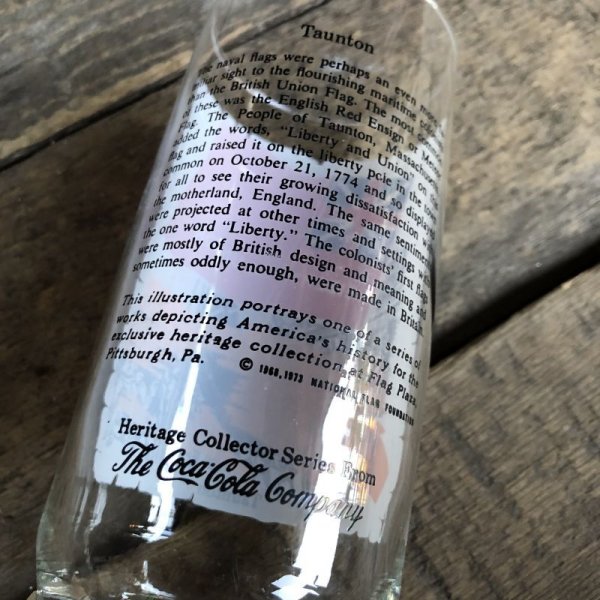 Taunton
naval flags were perhaps an even more
sight to the flourishing maritime
than the British Union Flag. The most
of these was the English Red Ensign or
Flag. The People of Taunton, Massachusetts
added the words, "Liberty and Union" on
flag and raised it on the liberty pole in the town
common on October 21, 1774 and so displayed
for all to see their growing dissatisfaction with
the motherland, England. The same sentiments
were projected at other times and settings with
the one word "Liberty." The colonists' first flags
were mostly of British design and meaning and
sometimes oddly enough, were made in Britain.
This illustration portrays one of a series of
works depicting America's history for the
exclusive heritage collection at Flag Plaza,
Pittsburgh, Pa.
© 1968, 1973 NATIONAL FLAG FOUNDATION
Heritage Collector Series From
The Coca-Cola Company